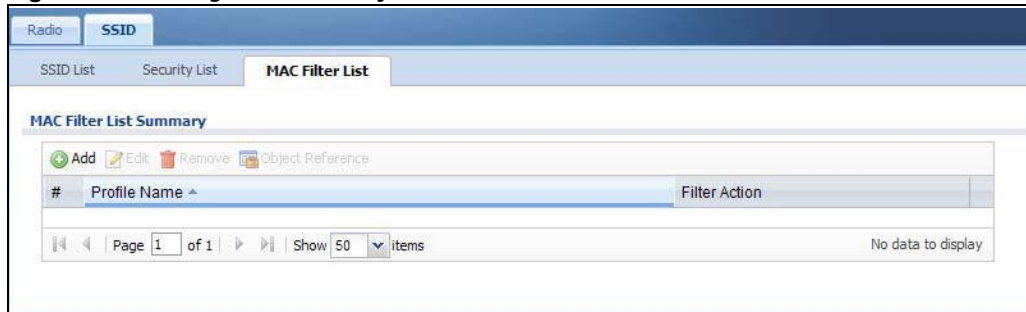 Radio SSID
SSID List Security List MAC Filter List
MAC Filter List Summary
Add Edit Remove Object Reference
# Profile Name Filter Action
Page 1 of 1 Show 50 items No data to display